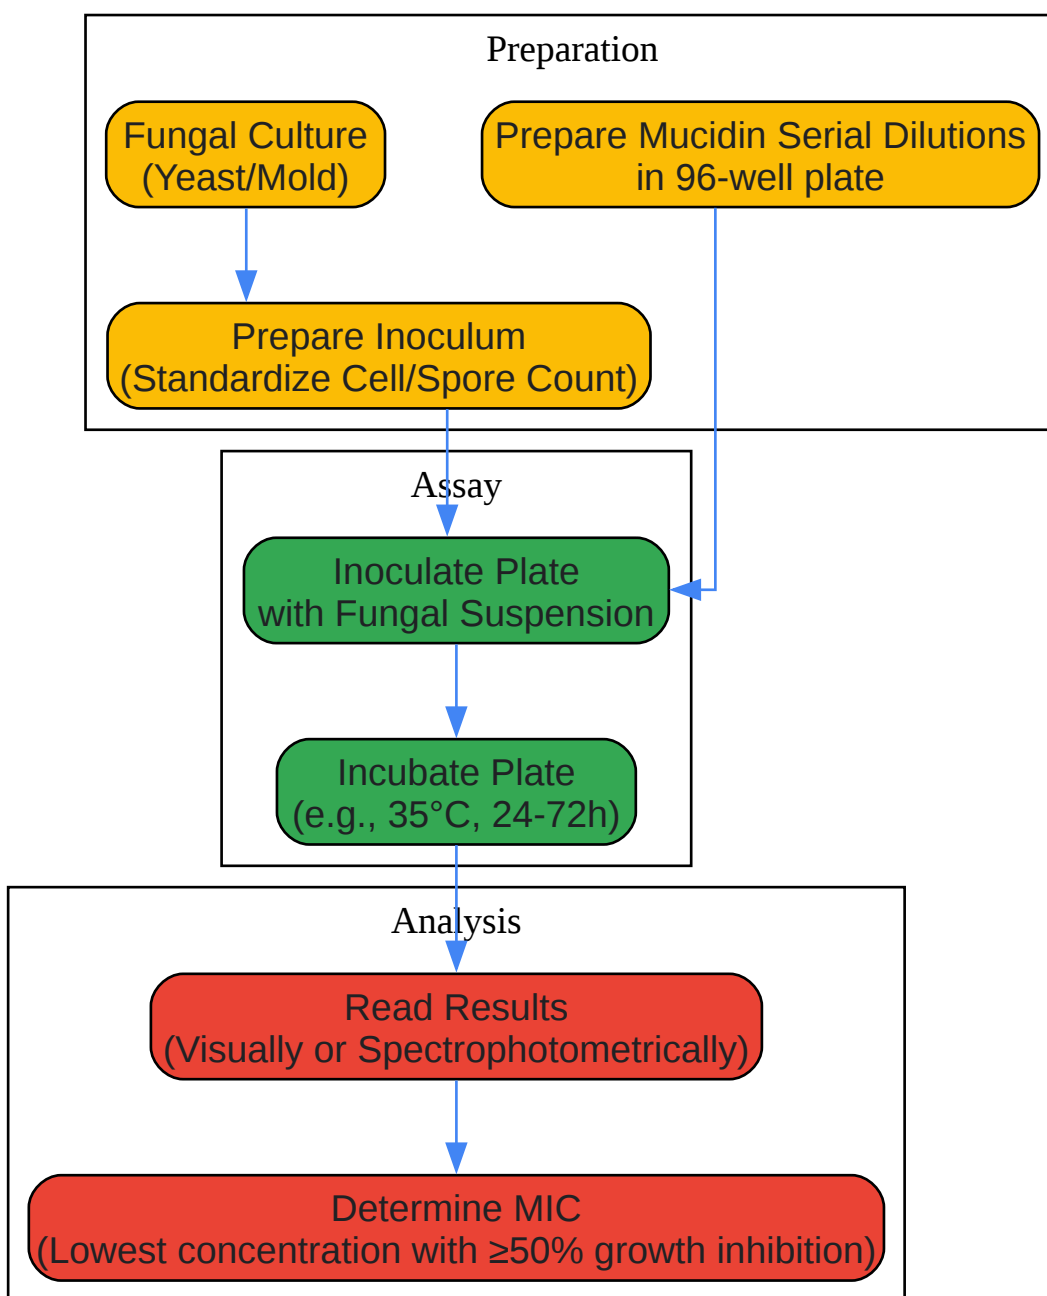 Preparation
Fungal Culture
(Yeast/Mold)
Prepare Mucidin Serial Dilutions
in 96-well plate
Prepare Inoculum
(Standardize Cell/Spore Count)
Assay
Inoculate Plate
with Fungal Suspension
Incubate Plate
(e.g., 35°C, 24-72h)
Analysis
Read Results
(Visually or Spectrophotometrically)
Determine MIC
(Lowest concentration with ≥50% growth inhibition)